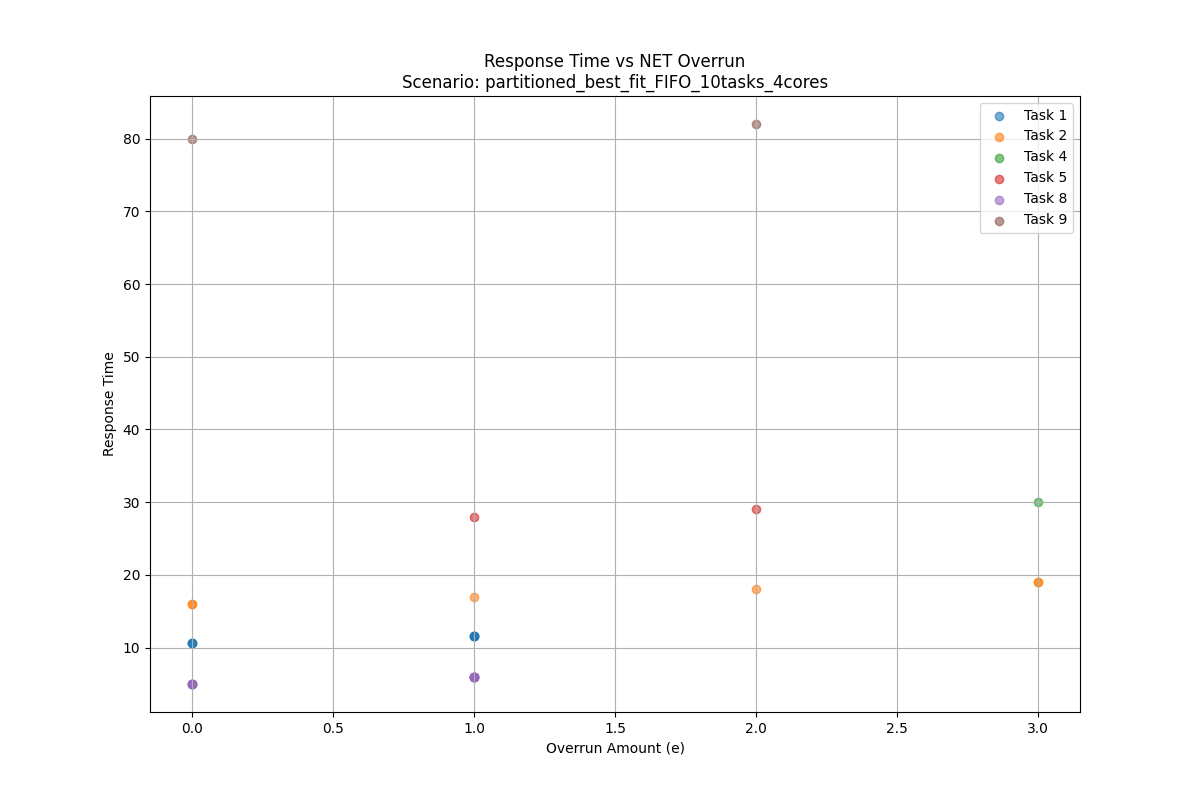 Response Time vs NET Overrun
Scenario: partitioned_best_fit_FIFO_10tasks_4cores
Task 1
Task 2
Task 4
Task 5
Task 8
Task 9
80
70
60
50
40
30
20
10
Response Time
0.0
0.5
1.0
1.5
2.0
2.5
3.0
Overrun Amount (e)